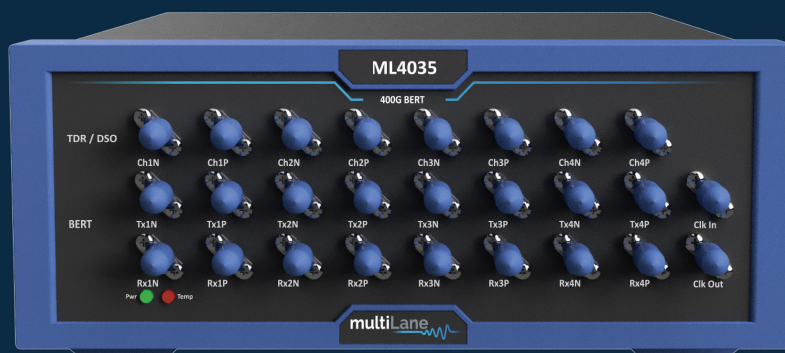 ML4035
400G BERT
TDR / DSO
Ch1N Ch1P Ch2N Ch2P Ch3N Ch3P Ch4N Ch4P
BERT
Tx1N Tx1P Tx2N Tx2P Tx3N Tx3P Tx4N Tx4P Clk In
Rx1N Rx1P Rx2N Rx2P Rx3N Rx3P Rx4N Rx4P Clk Out
Pwr Temp
multiLane